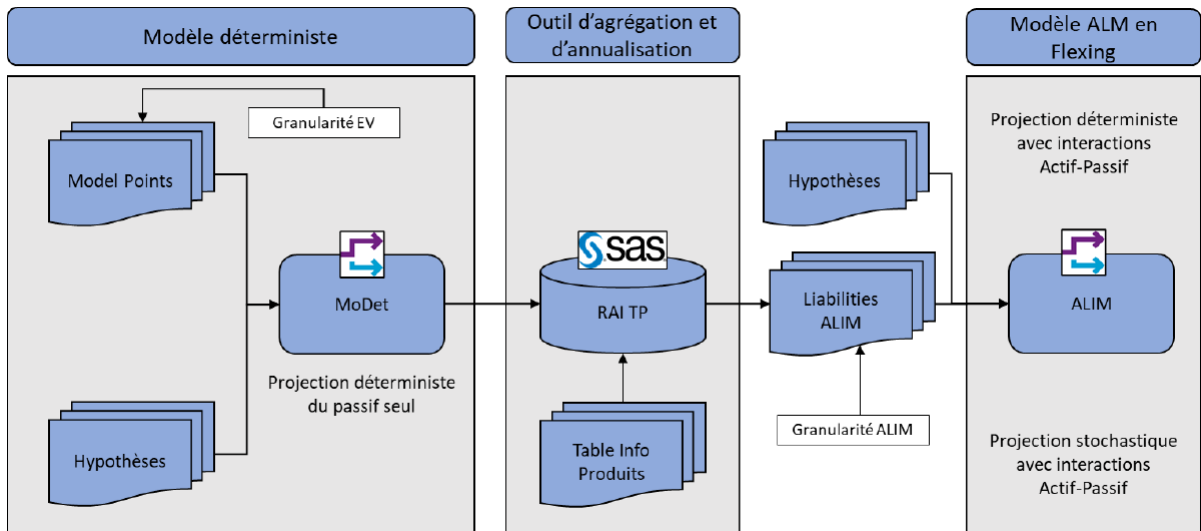 Modèle déterministe
Outil d'agrégation et
d'annualisation
Modèle ALM en
Flexing
Granularité EV
Model Points
Hypothèses
MoDet
Projection déterministe
du passif seul
sas
RAI TP
Table Info
Produits
Hypothèses
Liabilities
ALIM
Granularité ALIM
Projection déterministe
avec interactions
Actif-Passif
ALIM
Projection stochastique
avec interactions
Actif-Passif